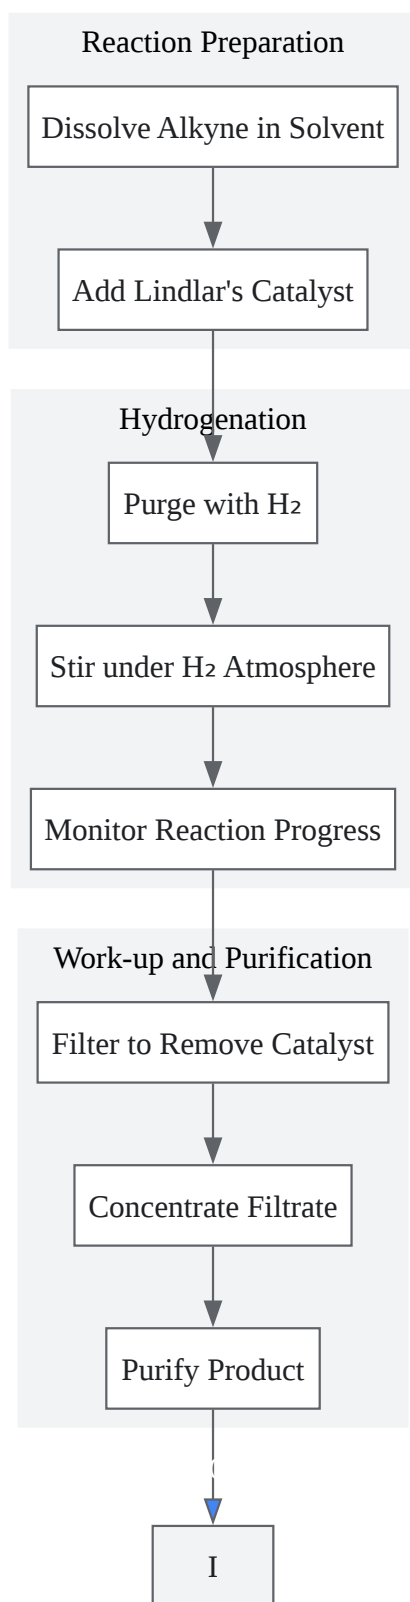 Reaction Preparation
Dissolve Alkyne in Solvent
Add Lindlar's Catalyst
Hydrogenation
Purge with H₂
Stir under H₂ Atmosphere
Monitor Reaction Progress
Work-up and Purification
Filter to Remove Catalyst
Concentrate Filtrate
Purify Product
I